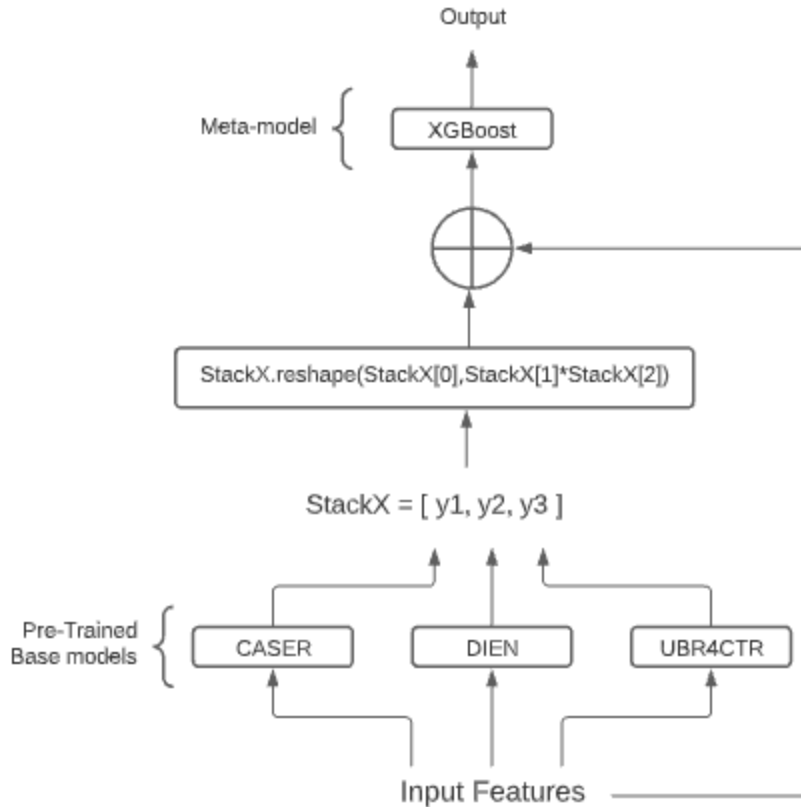 Output
Meta-model
XGBoost
StackX.reshape(StackX[0],StackX[1]*StackX[2])
StackX = [ y1, y2, y3 ]
Pre-Trained
Base models
CASER
DIEN
UBR4CTR
Input Features